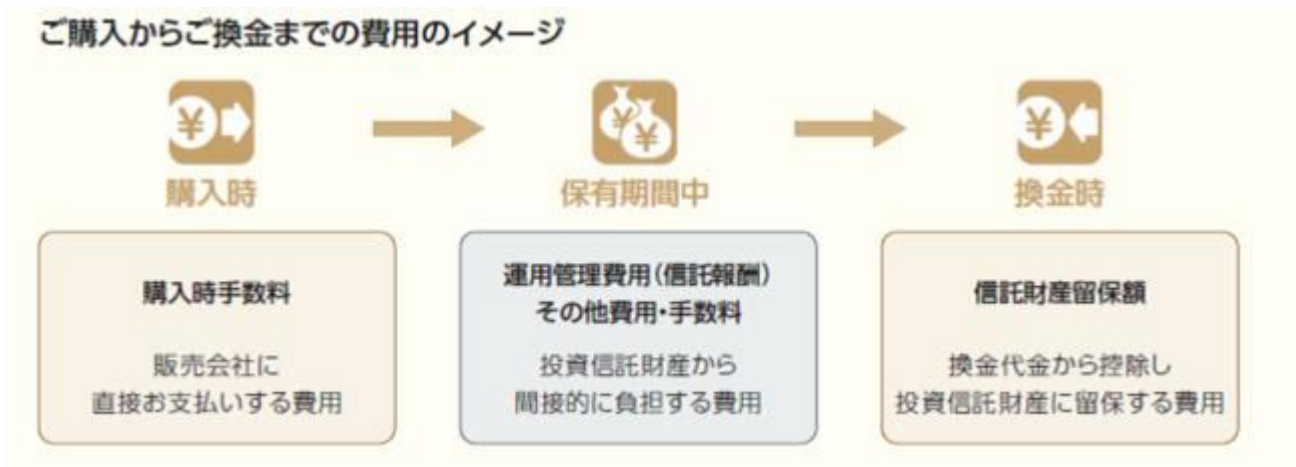 ご購入からご換金までの費用のイメージ
¥
¥ ¥
¥
購入時
保有期間中
換金時
購入時手数料
販売会社に
直接お支払いする費用
運用管理費用(信託報酬)
その他費用・手数料
投資信託財産から
間接的に負担する費用
信託財産留保額
換金代金から控除し
投資信託財産に留保する費用